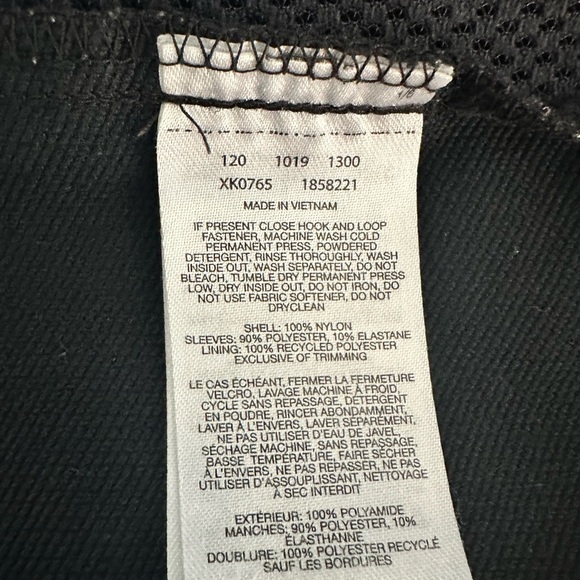 120 1019 1300
XK0765 1858221
MADE IN VIETNAM
IF PRESENT CLOSE HOOK AND LOOP
FASTENER, MACHINE WASH COLD
PERMANENT PRESS, POWDERED
DETERGENT, RINSE THOROUGHLY, WASH
INSIDE OUT, WASH SEPARATELY, DO NOT
BLEACH, TUMBLE DRY PERMANENT PRESS
LOW, DRY INSIDE OUT, DO NOT IRON, DO
NOT USE FABRIC SOFTENER, DO NOT
DRYCLEAN
SHELL: 100% NYLON
SLEEVES: 90% POLYESTER, 10% ELASTANE
LINING: 100% RECYCLED POLYESTER
EXCLUSIVE OF TRIMMING
LE CAS ÉCHÉANT, FERMER LA FERMETURE
VELCRO, LAVAGE MACHINE À FROID,
CYCLE SANS REPASSAGE, DÉTERGENT
EN POUDRE, RINCER ABONDAMMENT,
LAVER À L'ENVERS, LAVER SÉPARÉMENT,
NE PAS UTILISER D'EAU DE JAVEL,
SÉCHAGE MACHINE, SANS REPASSAGE,
BASSE TEMPÉRATURE, FAIRE SÉCHER
À L'ENVERS, NE PAS REPASSER, NE PAS
UTILISER D'ASSOUPLISSANT, NETTOYAGE
À SEC INTERDIT
EXTÉRIEUR: 100% POLYAMIDE
MANCHES: 90% POLYESTER, 10%
ÉLASTHANNE
DOUBLURE: 100% POLYESTER RECYCLÉ
SAUF LES BORDURES